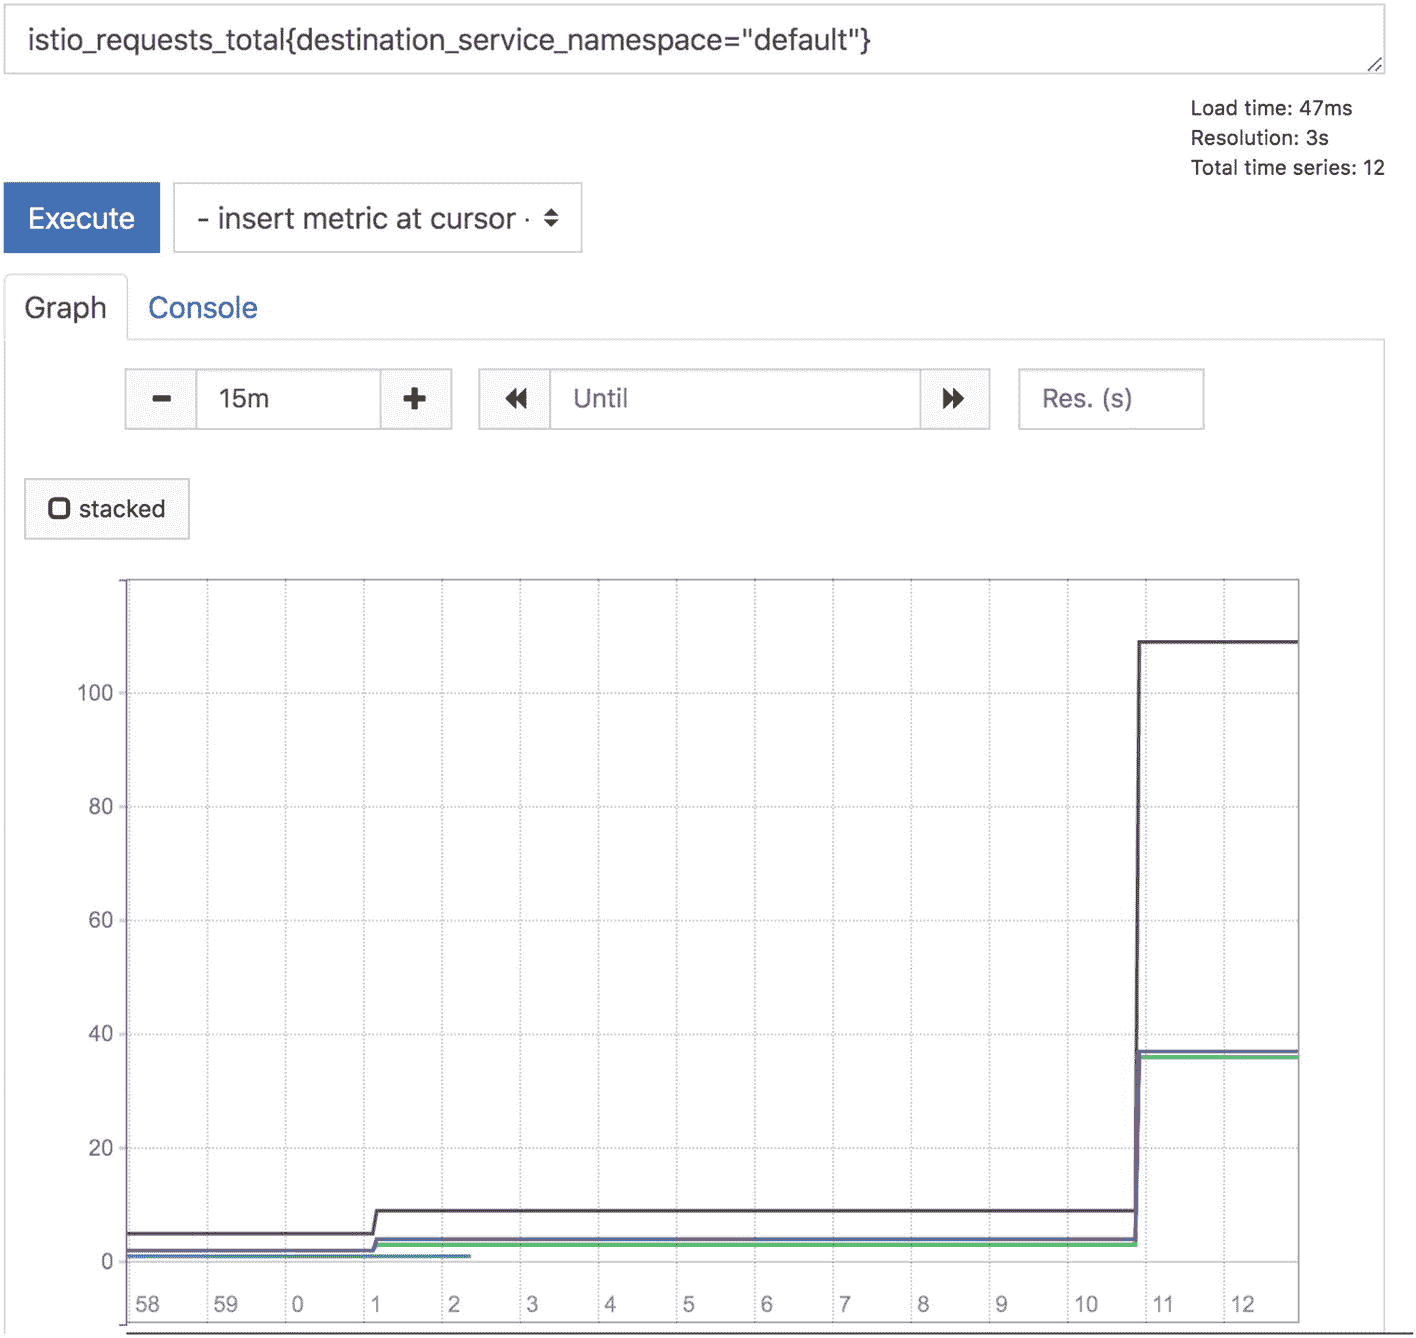 istio_requests_total{destination_service_namespace="default"}
Load time: 47ms
Resolution: 3s
Total time series: 12
Execute
- insert metric at cursor ·
Graph
Console
15m
Until
Res. (s)
stacked
100
80
60
40
20
0
58 59 0 1 2 3 4 5 6 7 8 9 10 11 12